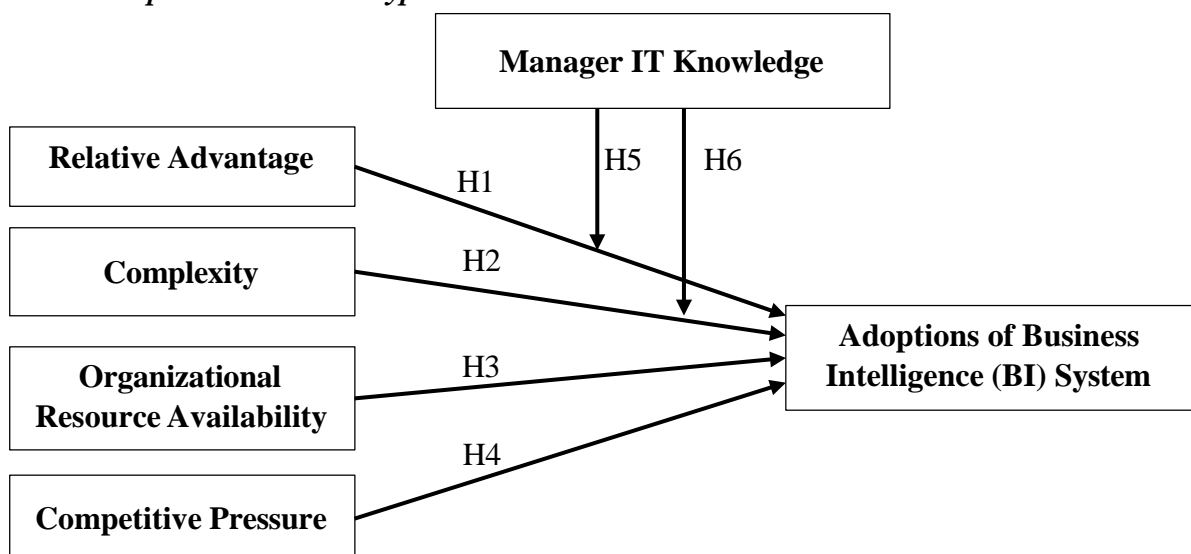 Manager IT Knowledge
Relative Advantage
H1
H5
H6
Complexity
H2
Organizational
Resource Availability
H3
Adoptions of Business
Intelligence (BI) System
Competitive Pressure
H4